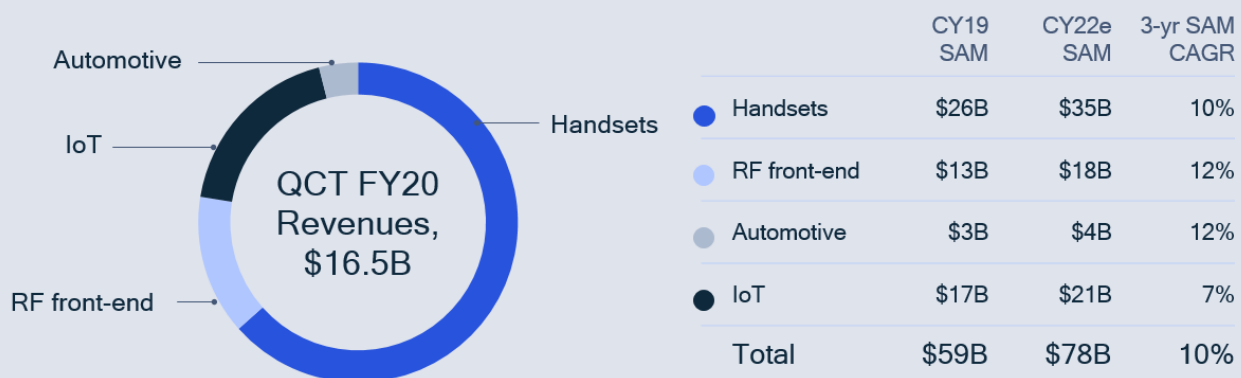 Automotive
IoT
RF front-end
Handsets
QCT FY20
Revenues,
$16.5B
CY19 SAM CY22e SAM 3-yr SAM CAGR
Handsets $26B $35B 10%
RF front-end $13B $18B 12%
Automotive $3B $4B 12%
IoT $17B $21B 7%
Total $59B $78B 10%